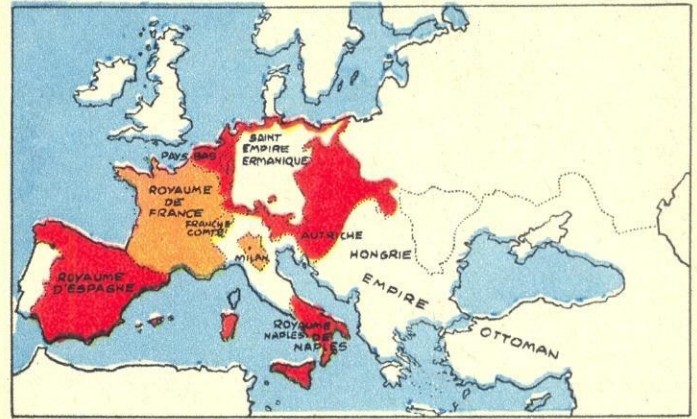 SAINT
EMPIRE
ERMANIQUE
PAYS BAS
ROYAUME
DE
FRANCE
FRANCHE
COMTE
AUTRICHE
MILAN
HONGRIE
ROYAUME
D'ESPAGNE
EMPIRE
OTTOMAN
ROYAUME
NAPLES DE
NAPLES